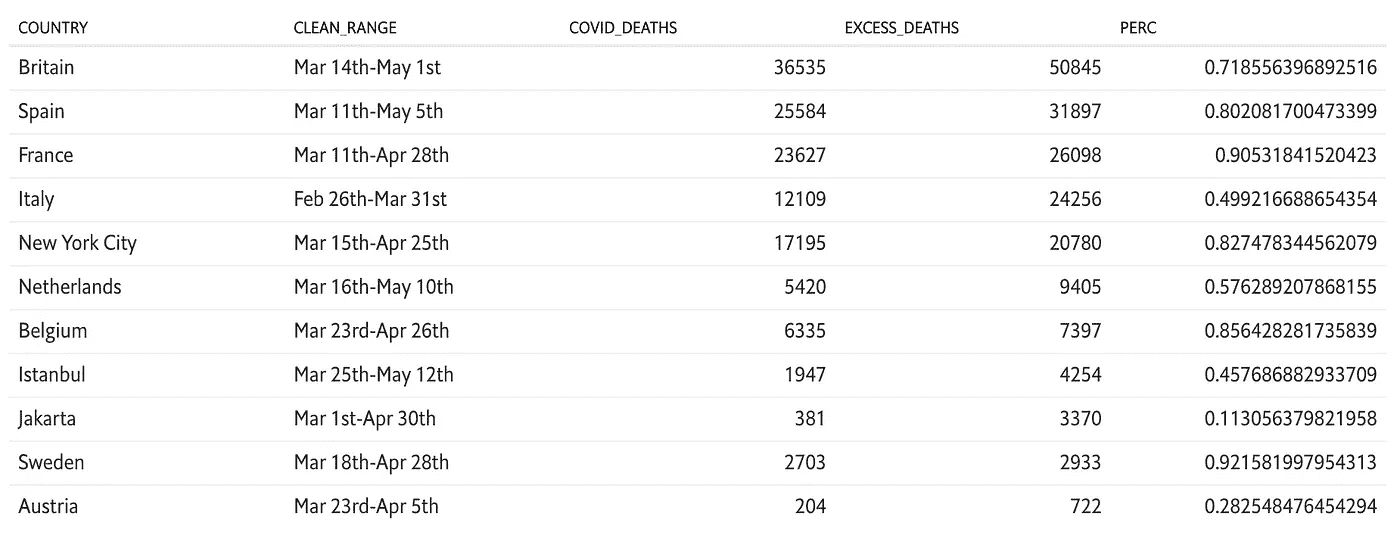 COUNTRY CLEAN_RANGE COVID_DEATHS EXCESS_DEATHS PERC
Britain Mar 14th-May 1st 36535 50845 0.718556396892516
Spain Mar 11th-May 5th 25584 31897 0.802081700473399
France Mar 11th-Apr 28th 23627 26098 0.90531841520423
Italy Feb 26th-Mar 31st 12109 24256 0.499216688654354
New York City Mar 15th-Apr 25th 17195 20780 0.827478344562079
Netherlands Mar 16th-May 10th 5420 9405 0.576289207868155
Belgium Mar 23rd-Apr 26th 6335 7397 0.856428281735839
Istanbul Mar 25th-May 12th 1947 4254 0.457686882933709
Jakarta Mar 1st-Apr 30th 381 3370 0.113056379821958
Sweden Mar 18th-Apr 28th 2703 2933 0.921581997954313
Austria Mar 23rd-Apr 5th 204 722 0.282548476454294